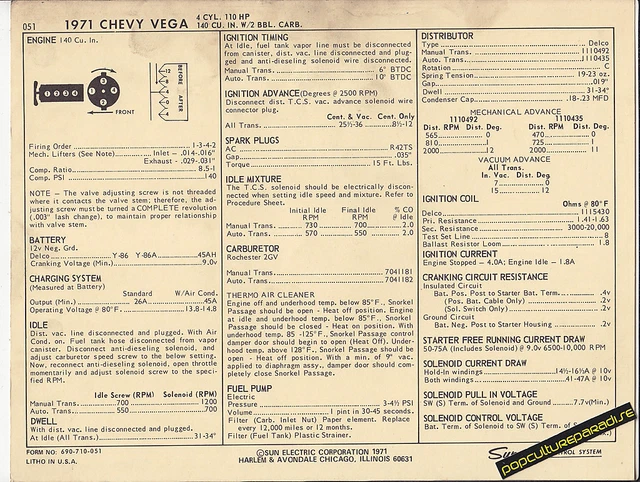 051
1971 CHEVY VEGA
4 CYL. 110 HP
140 CU. IN. W/2 BBL. CARB.
ENGINE 140 Cu. In.
4 3 2 1
FRONT
BEFORE
AFTER
Firing Order 1-3-4-2
Mech. Lifters (See Note) Inlet - .014-.016"
Exhaust - .029-.031"
Comp. Ratio 8.5-1
Comp. PSI 140
NOTE — The valve adjusting screw is not threaded
where it contacts the valve stem; therefore, the ad-
justing screw must be turned a COMPLETE revolution
(.003" lash change), to maintain proper relationship
with valve stem.
BATTERY
12v Neg. Grd.
Delco Y-86 Y-86A 45AH
Cranking Voltage (Min.) 9.0v
CHARGING SYSTEM
(Measured at Battery)
Standard W/Air Cond.
Output (Min.) 26A 45A
Operating Voltage @ 80°F. 13.8-14.8
IDLE
Dist. vac. line disconnected and plugged. With Air
Cond. on. Fuel tank hose disconnected from vapor
canister. Disconnect anti-dieseling solenoid, and
adjust carburetor speed screw to the below setting.
Now, reconnect anti-dieseling solenoid, open throttle
momentarily and adjust solenoid screw to the speci-
fied RPM.
Idle Screw (RPM) Solenoid (RPM)
Manual Trans. 700 1200
Auto. Trans. 550 700
DWELL
With dist. vac. line disconnected and plugged.
At Idle (All Trans.) 31-34°
IGNITION TIMING
At Idle, fuel tank vapor line must be disconnected
from canister, dist. vac. line disconnected and plug-
ged and anti-dieseling solenoid wire disconnected.
Manual Trans. 6° BTDC
Auto. Trans. 10° BTDC
IGNITION ADVANCE (Degrees @ 2500 RPM)
Disconnect dist. T.C.S. vac. advance solenoid wire
connector plug.
Cent. & Vac. Cent. Only
All Trans. 25½-36 8½-12
SPARK PLUGS
AC R42TS
Gap .035"
Torque 15 Ft. Lbs.
IDLE MIXTURE
The T.C.S. solenoid should be electrically discon-
nected when setting idle speed and mixture. Refer to
Procedure Sheet.
Initial Idle Final Idle % CO
RPM RPM @ Idle
Manual Trans. 730 700 2.0
Auto. Trans. 570 550 2.0
CARBURETOR
Rochester 2GV
Manual Trans. 7041181
Auto. Trans. 7041182
THERMO AIR CLEANER
Engine off and underhood temp. below 85°F., Snorkel
Passage should be open - Heat off position. Engine
at idle and underhood temp. below 85°F., Snorkel
Passage should be closed - Heat on position. With
underhood temp. 85 -125°F., Snorkel Passage control
damper door should begin to open (Heat Off). Under-
hood temp. above 128°F., Snorkel Passage should be
open - Heat off position. With a min. of 9" vac.
applied to diaphragm assy., damper door should com-
pletely close Snorkel Passage.
FUEL PUMP
Electric
Pressure 3-4½ PSI
Volume 1 pint in 30-45 seconds.
Filter (Carb. Inlet Nut) Paper element. Replace
every 12,000 miles or 12 months.
Filter (Fuel Tank) Plastic Strainer.
DISTRIBUTOR
Type Delco
Manual Trans. 1110492
Auto. Trans. 1110435
Rotation C
Spring Tension 19-23 oz.
Gap .019"
Dwell 31-34°
Condenser Cap. .18-.23 MFD
MECHANICAL ADVANCE
1110492 1110435
Dist. RPM Dist. Deg. Dist. RPM Dist. Deg.
565 0 470 0
810 1 725 1
2000 12 2000 11
VACUUM ADVANCE
All Trans.
In. Vac. Dist. Deg.
7 0
15 12
IGNITION COIL
Ohms @ 80°F
Delco 1115430
Pri. Resistance 1.41-1.63
Sec. Resistance 3000-20,000
Test Set Line 8
Ballast Resistor Loom 1.8
IGNITION CURRENT
Engine Stopped - 4.0A; Engine Idle - 1.8A
CRANKING CIRCUIT RESISTANCE
Insulated Circuit
Bat. Pos. Post to Starter Bat. Term. .4v
(Pos. Bat. Cable Only) .2v
(Sol. Switch Only) .2v
Ground Circuit
Bat. Neg. Post to Starter Housing .2v
STARTER FREE RUNNING CURRENT DRAW
50-75A (Includes Solenoid) @ 9.0v 6500-10,000 RPM
SOLENOID CURRENT DRAW
Hold-in windings 14½-16½A @ 10v
Both windings 41-47A @ 10v
SOLENOID PULL IN VOLTAGE
SW (S) Term. of Solenoid and Ground 7.7v(Min.)
SOLENOID CONTROL VOLTAGE
Bat. Term. of Solenoid to SW (S) Term. of
FORM NO: 690-710-051
LITHO IN U.S.A.
©SUN ELECTRIC CORPORATION 1971
HARLEM & AVONDALE CHICAGO, ILLINOIS 60631
Sun
CONTROL SYSTEM
popcultureparadise